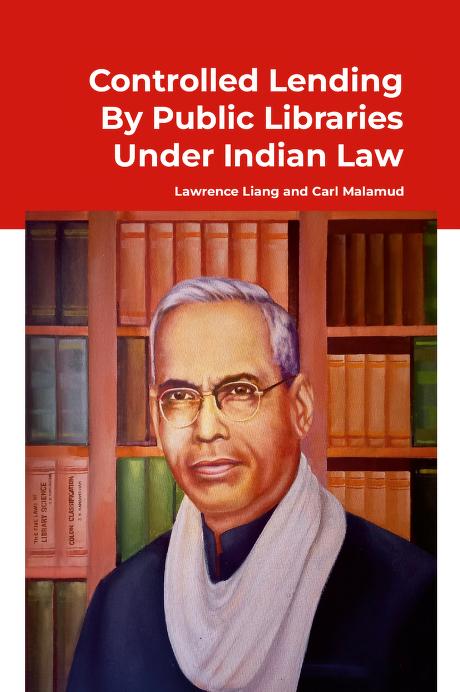 Controlled Lending
By Public Libraries
Under Indian Law
Lawrence Liang and Carl Malamud
THE FIVE LAWS OF
LIBRARY SCIENCE
COLON CLASSIFICATION